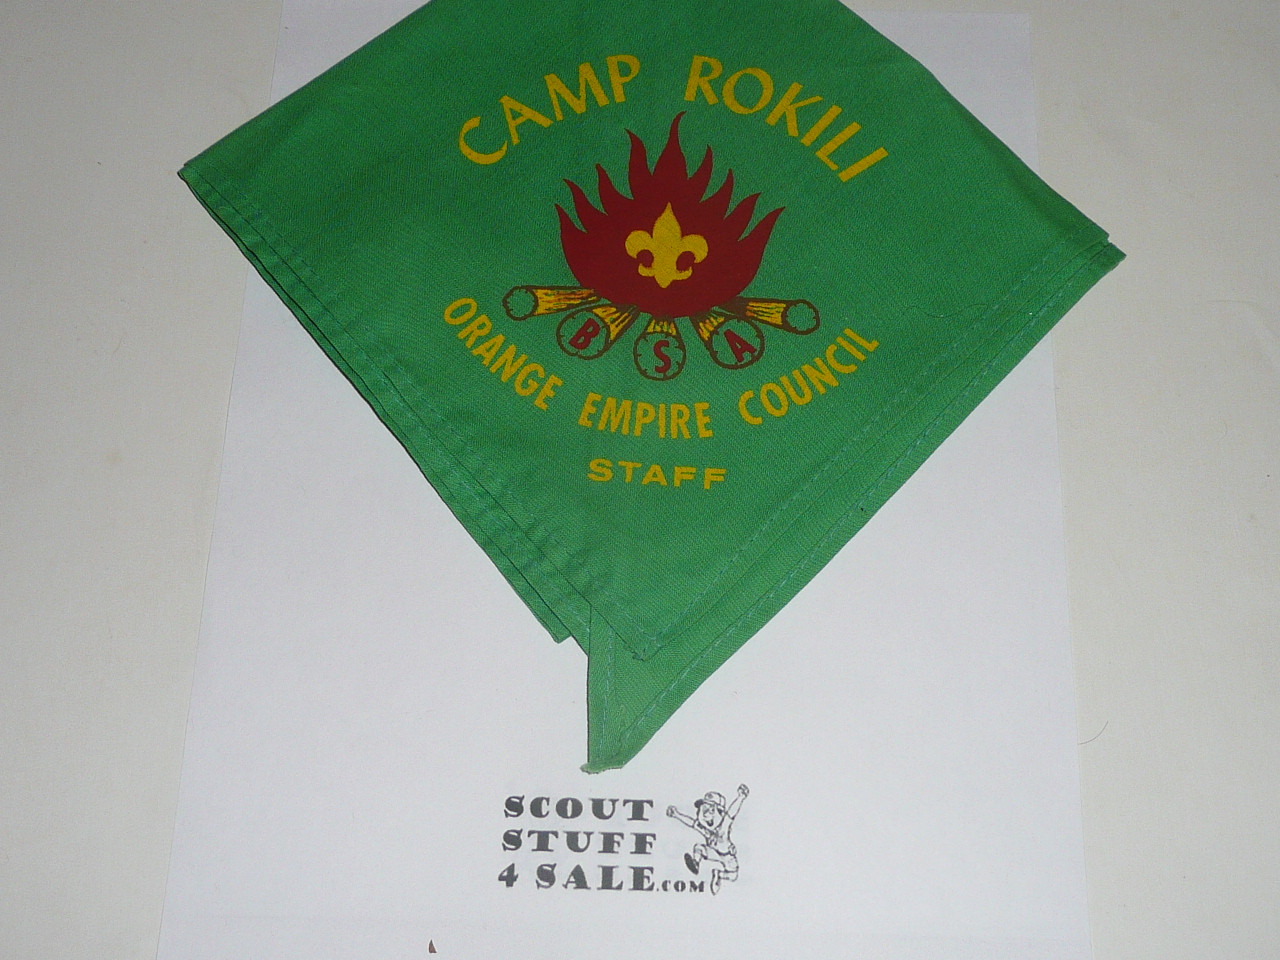 CAMP ROKILI
B S A
ORANGE EMPIRE COUNCIL
STAFF
SCOUT
STUFF
4 SALE.COM